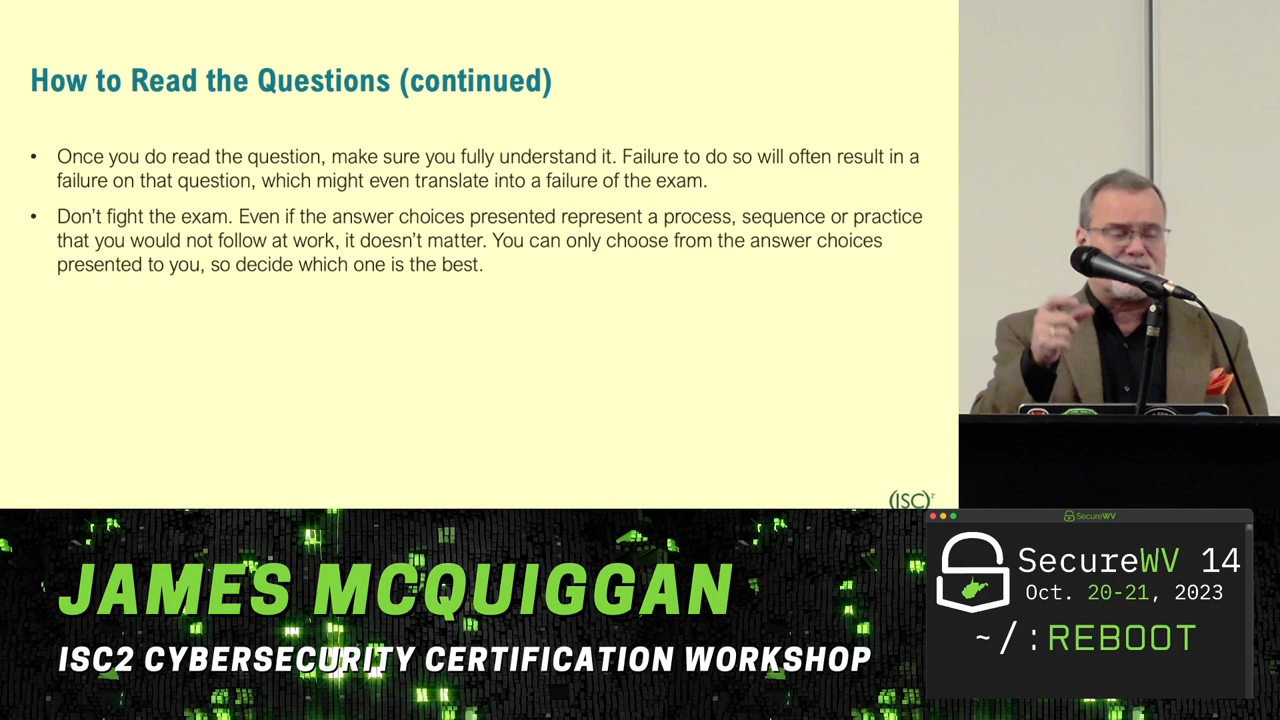 How to Read the Questions (continued)
• Once you do read the question, make sure you fully understand it. Failure to do so will often result in a
failure on that question, which might even translate into a failure of the exam.
• Don't fight the exam. Even if the answer choices presented represent a process, sequence or practice
that you would not follow at work, it doesn't matter. You can only choose from the answer choices
presented to you, so decide which one is the best.
(ISC)²
JAMES MCQUIGGAN
ISC2 CYBERSECURITY CERTIFICATION WORKSHOP
SecureWV
SecureWV 14
Oct. 20-21, 2023
~/:REBOOT